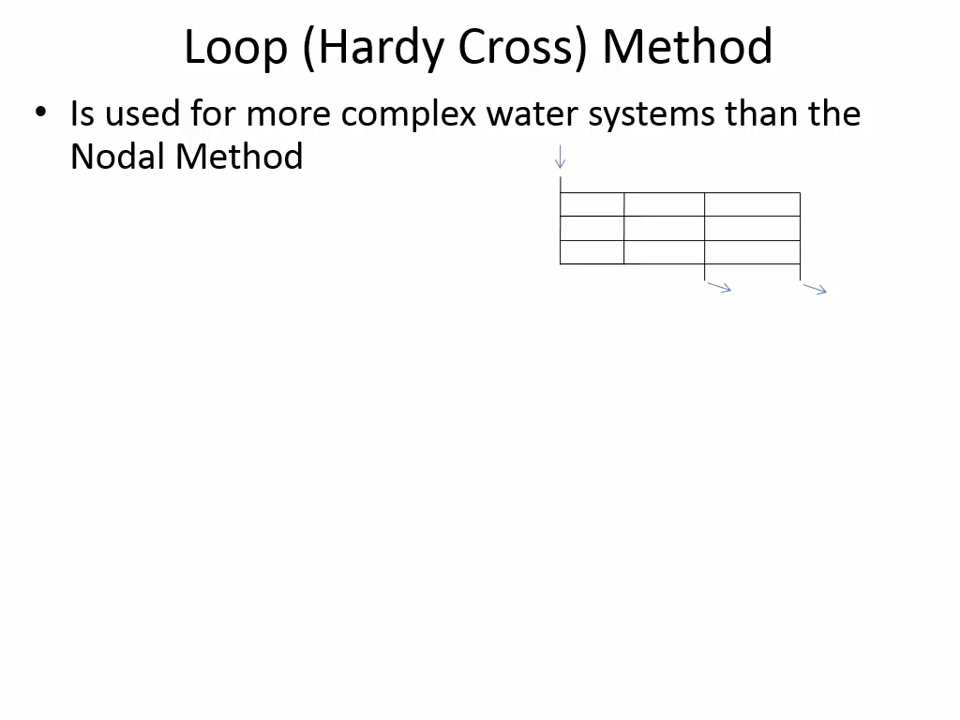 Loop (Hardy Cross) Method
• Is used for more complex water systems than the
Nodal Method